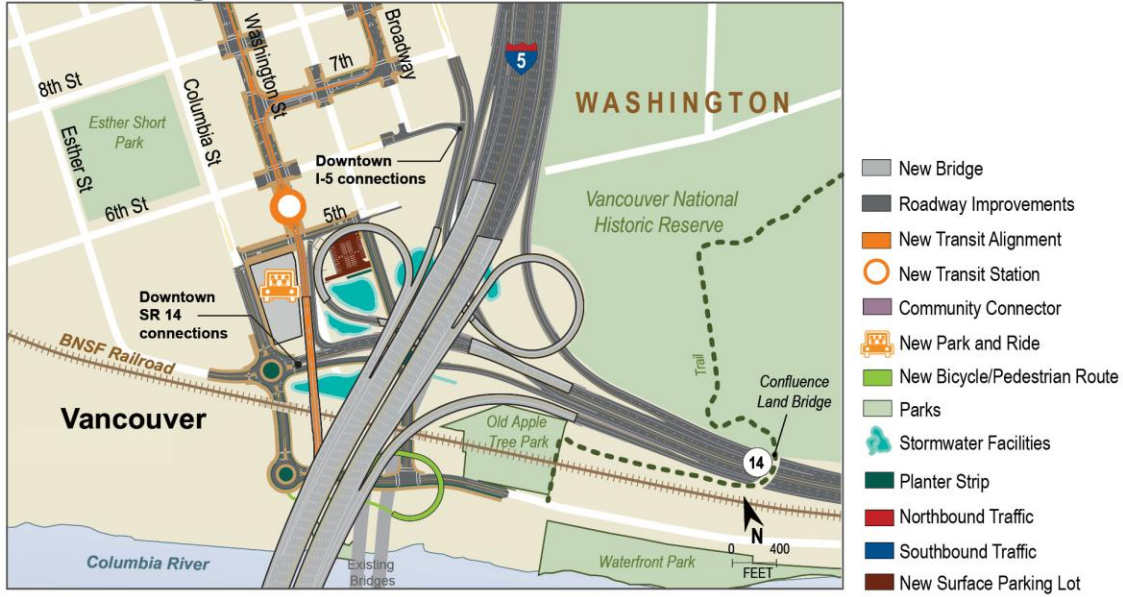 8th St
Esther Short
Park
Esther St
6th St
Columbia St
Washington St
7th
Broadway
Downtown
I-5 connections
5th
5
WASHINGTON
Vancouver National
Historic Reserve
Downtown
SR 14
connections
BNSF Railroad
Vancouver
Old Apple
Tree Park
Trail
Confluence
Land Bridge
14
N
0 400
FEET
Columbia River
Existing
Bridges
Waterfront Park
New Bridge
Roadway Improvements
New Transit Alignment
New Transit Station
Community Connector
New Park and Ride
New Bicycle/Pedestrian Route
Parks
Stormwater Facilities
Planter Strip
Northbound Traffic
Southbound Traffic
New Surface Parking Lot